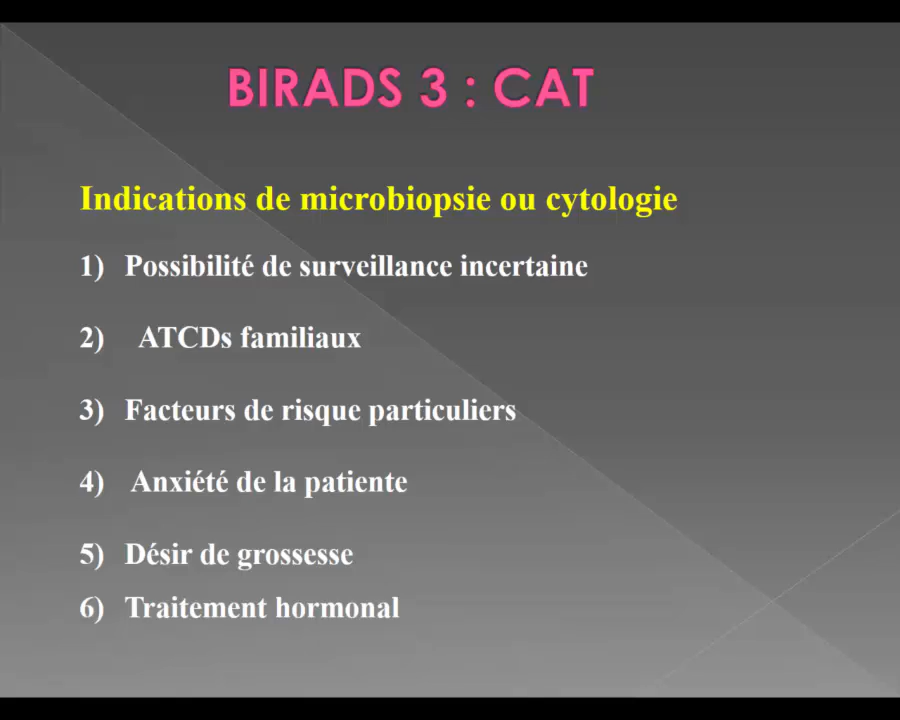 BIRADS 3 : CAT
Indications de microbiopsie ou cytologie
1) Possibilité de surveillance incertaine
2) ATCDs familiaux
3) Facteurs de risque particuliers
4) Anxiété de la patiente
5) Désir de grossesse
6) Traitement hormonal